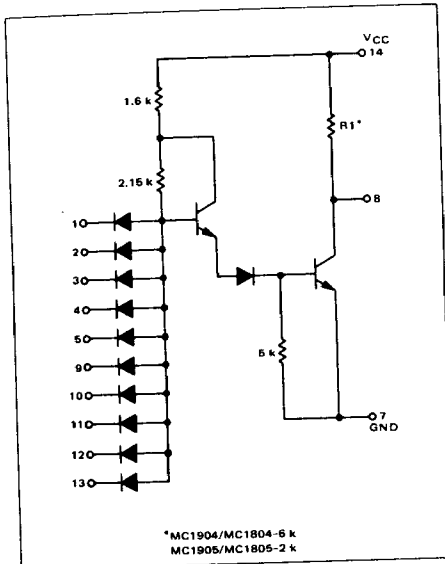 VCC
14
1.6 k
R1*
2.15 k
8
1
2
3
4
5
9
10
11
12
13
5 k
7
GND
*MC1904/MC1804-6 k
MC1905/MC1805-2 k